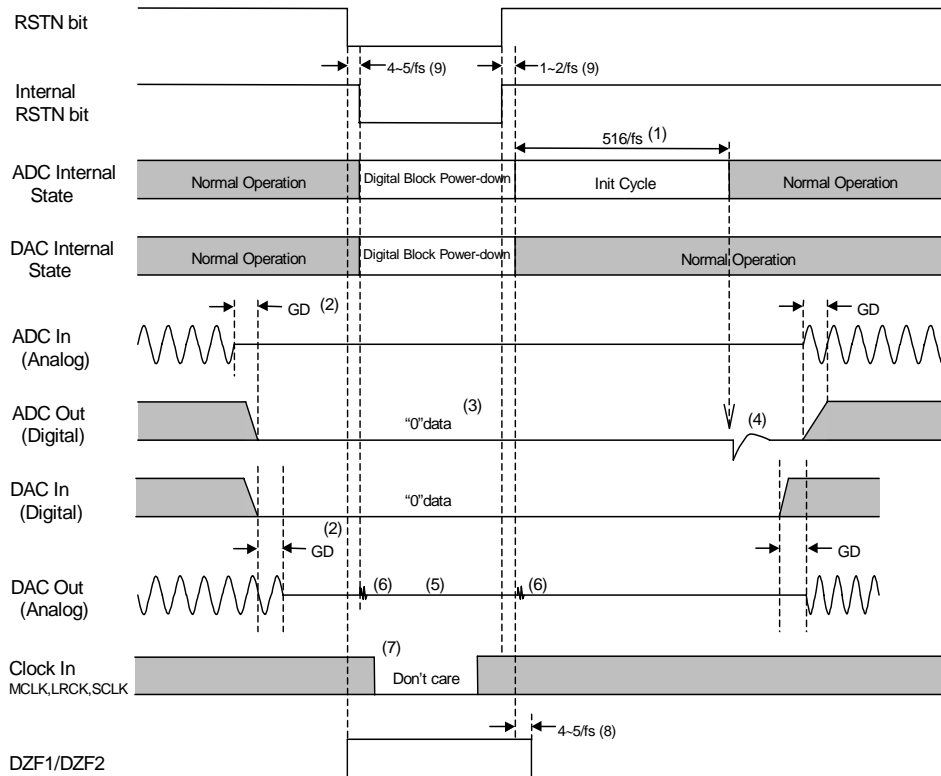 RSTN bit
4~5/fs (9)
1~2/fs (9)
Internal
RSTN bit
516/fs (1)
ADC Internal
State
Normal Operation
Digital Block Power-down
Init Cycle
Normal Operation
DAC Internal
State
Normal Operation
Digital Block Power-down
Normal Operation
GD (2)
GD
ADC In
(Analog)
ADC Out
(Digital)
"0"data
(3)
(4)
DAC In
(Digital)
"0"data
(2)
GD
GD
DAC Out
(Analog)
(6)
(5)
(6)
(7)
Clock In
MCLK,LRCK,SCLK
Don't care
4~5/fs (8)
DZF1/DZF2